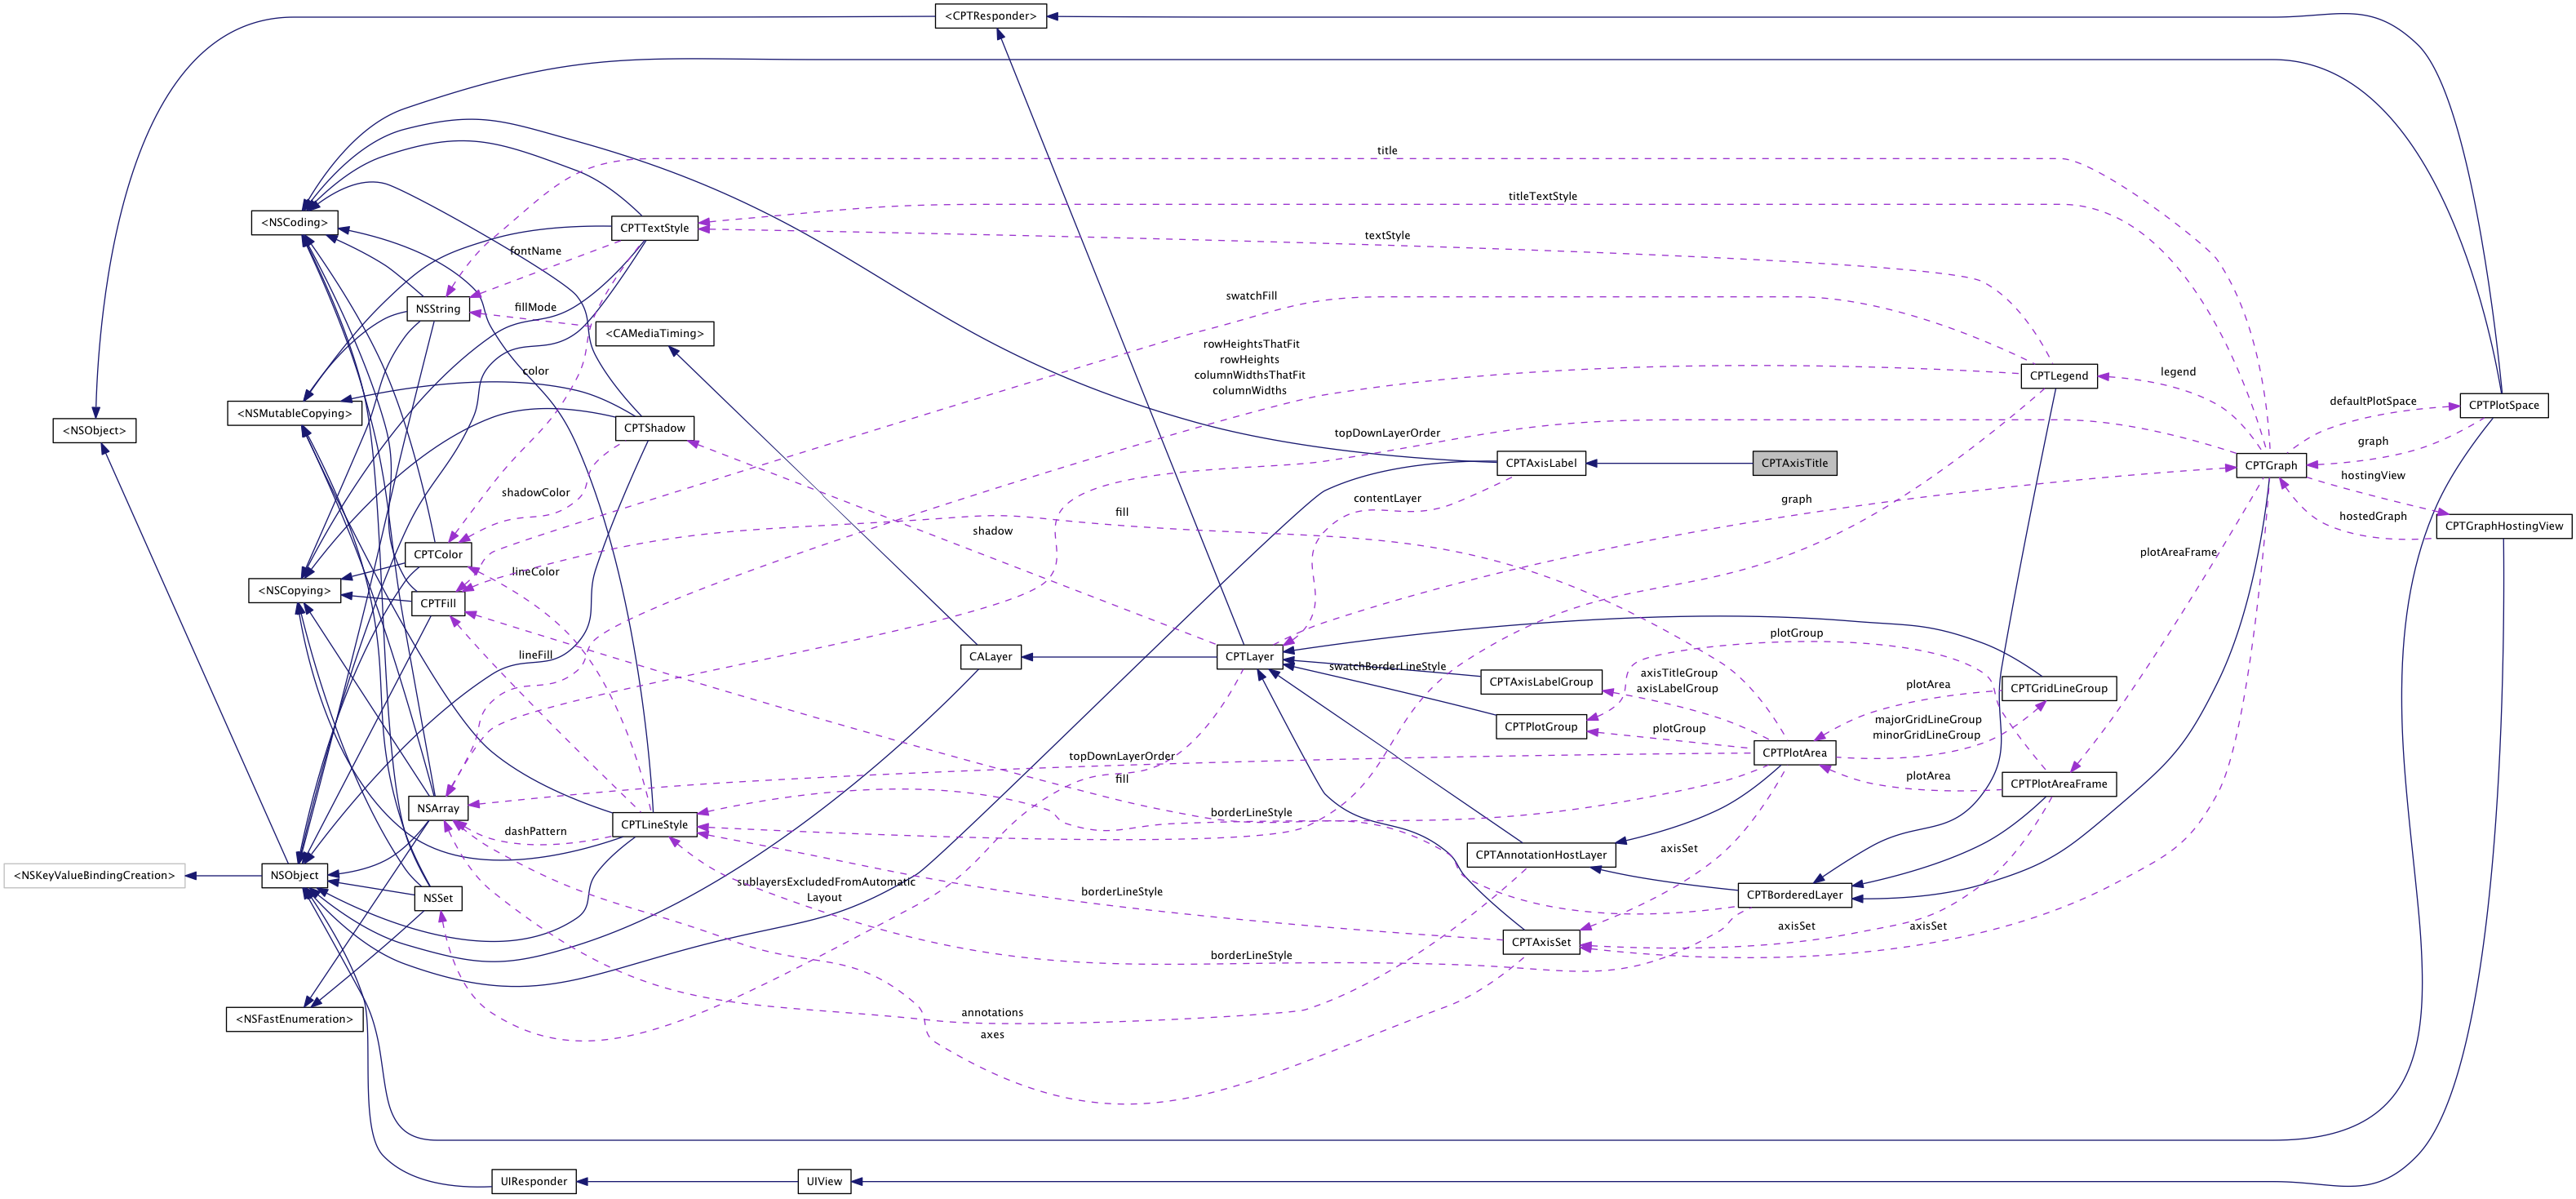 <CPTResponder>
title
titleTextStyle
<NSCoding>
CPTTextStyle
textStyle
fontName
swatchFill
NSString
fillMode
<CAMediaTiming>
rowHeightsThatFit
rowHeights
columnWidthsThatFit
columnWidths
color
CPTLegend
legend
<NSMutableCopying>
defaultPlotSpace
CPTPlotSpace
<NSObject>
CPTShadow
topDownLayerOrder
graph
CPTAxisLabel
CPTAxisTitle
CPTGraph
hostingView
shadowColor
contentLayer
graph
fill
hostedGraph
CPTGraphHostingView
shadow
CPTColor
plotAreaFrame
lineColor
<NSCopying>
CPTFill
plotGroup
lineFill
CALayer
CPTLayer
swatchBorderLineStyle
CPTAxisLabelGroup
axisTitleGroup
axisLabelGroup
plotArea
CPTGridLineGroup
CPTPlotGroup
plotGroup
majorGridLineGroup
minorGridLineGroup
CPTPlotArea
topDownLayerOrder
fill
plotArea
CPTPlotAreaFrame
NSArray
borderLineStyle
CPTLineStyle
dashPattern
axisSet
CPTAnnotationHostLayer
<NSKeyValueBindingCreation>
NSObject
sublayersExcludedFromAutomatic
Layout
borderLineStyle
CPTBorderedLayer
NSSet
axisSet
axisSet
CPTAxisSet
borderLineStyle
annotations
<NSFastEnumeration>
axes
UIResponder
UIView